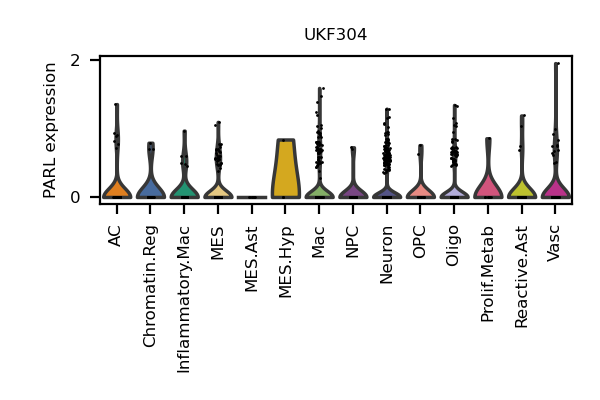 UKF304
PARL expression
2
0
AC
Chromatin.Reg
Inflammatory.Mac
MES
MES.Ast
MES.Hyp
Mac
NPC
Neuron
OPC
Oligo
Prolif.Metab
Reactive.Ast
Vasc